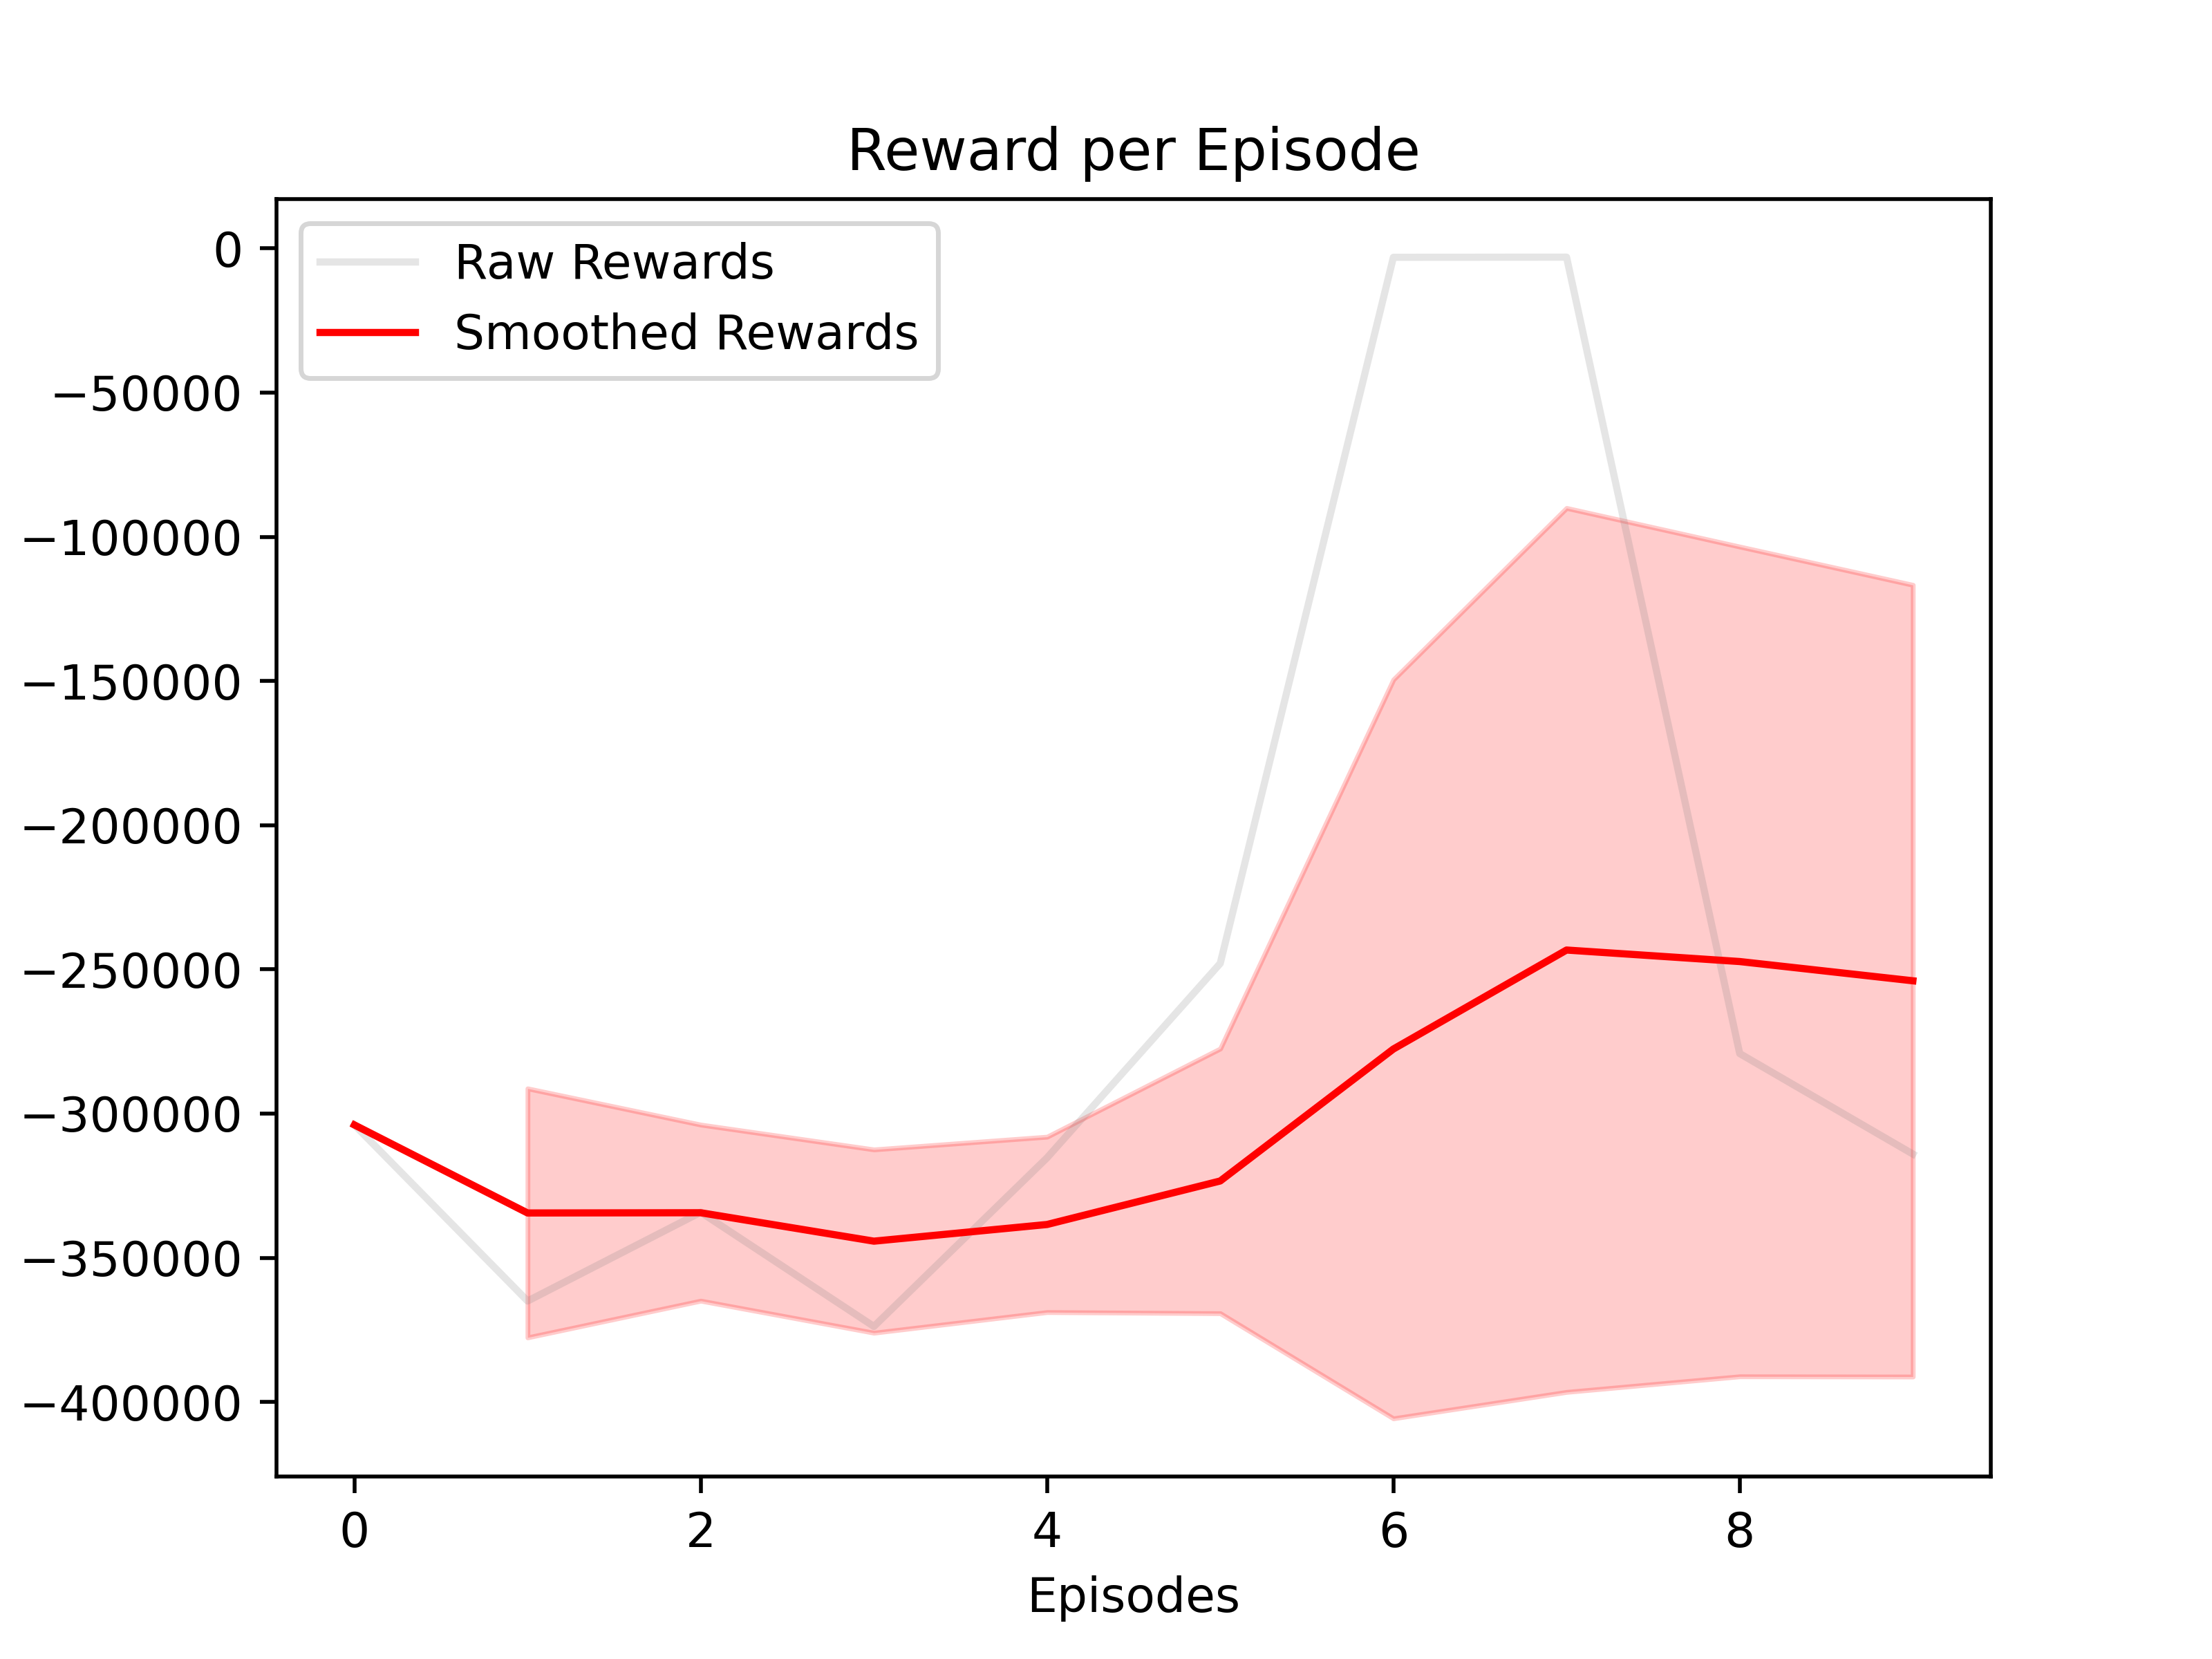 Reward per Episode
Raw Rewards
Smoothed Rewards
0
−50000
−100000
−150000
−200000
−250000
−300000
−350000
−400000
0 2 4 6 8
Episodes